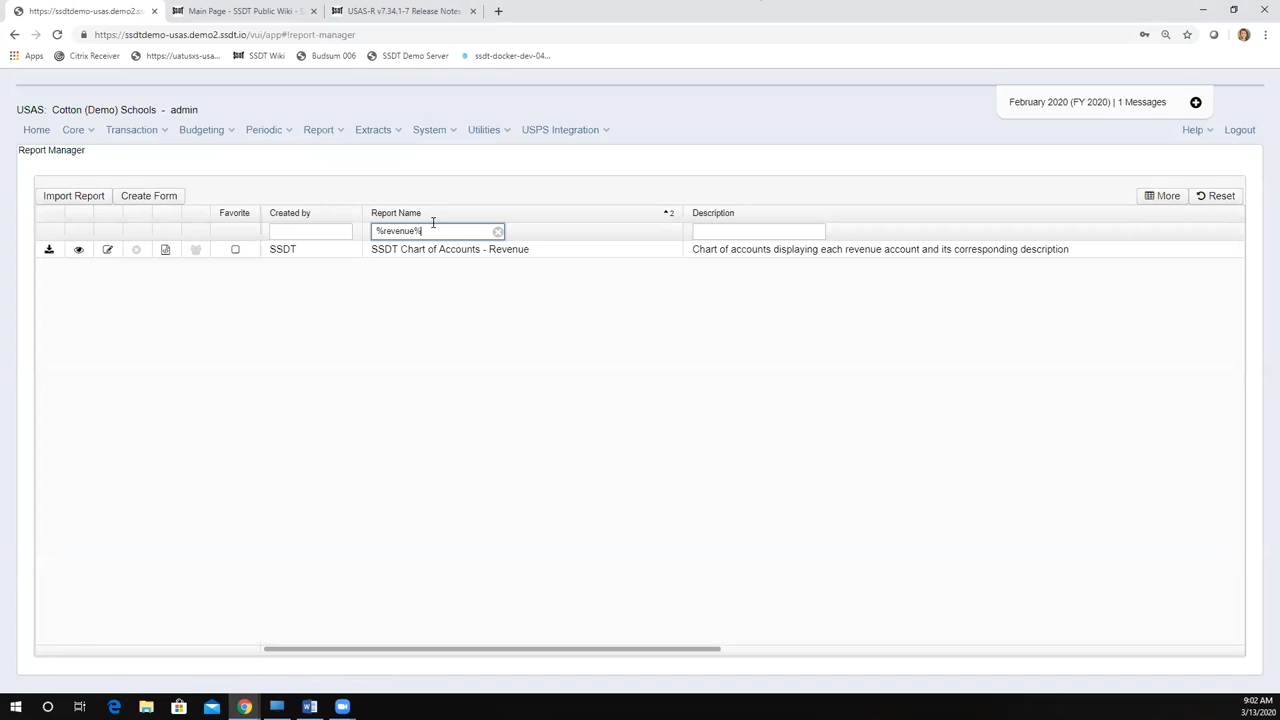 https://ssdtdemo-usas.demo2.ss
Main Page - SSDT Public Wiki - S
USAS-R v7.34.1-7 Release Notes
https://ssdtdemo-usas.demo2.ssdt.io/vui/app#!report-manager
Apps Citrix Receiver https://uatusxs-usa... SSDT Wiki Budsum 006 SSDT Demo Server ssdt-docker-dev-04...
February 2020 (FY 2020) | 1 Messages
USAS: Cotton (Demo) Schools - admin
Home Core Transaction Budgeting Periodic Report Extracts System Utilities USPS Integration Help Logout
Report Manager
Import Report Create Form More Reset
Favorite Created by Report Name 2 Description
%revenue%
SSDT SSDT Chart of Accounts - Revenue Chart of accounts displaying each revenue account and its corresponding description
9:02 AM
3/13/2020